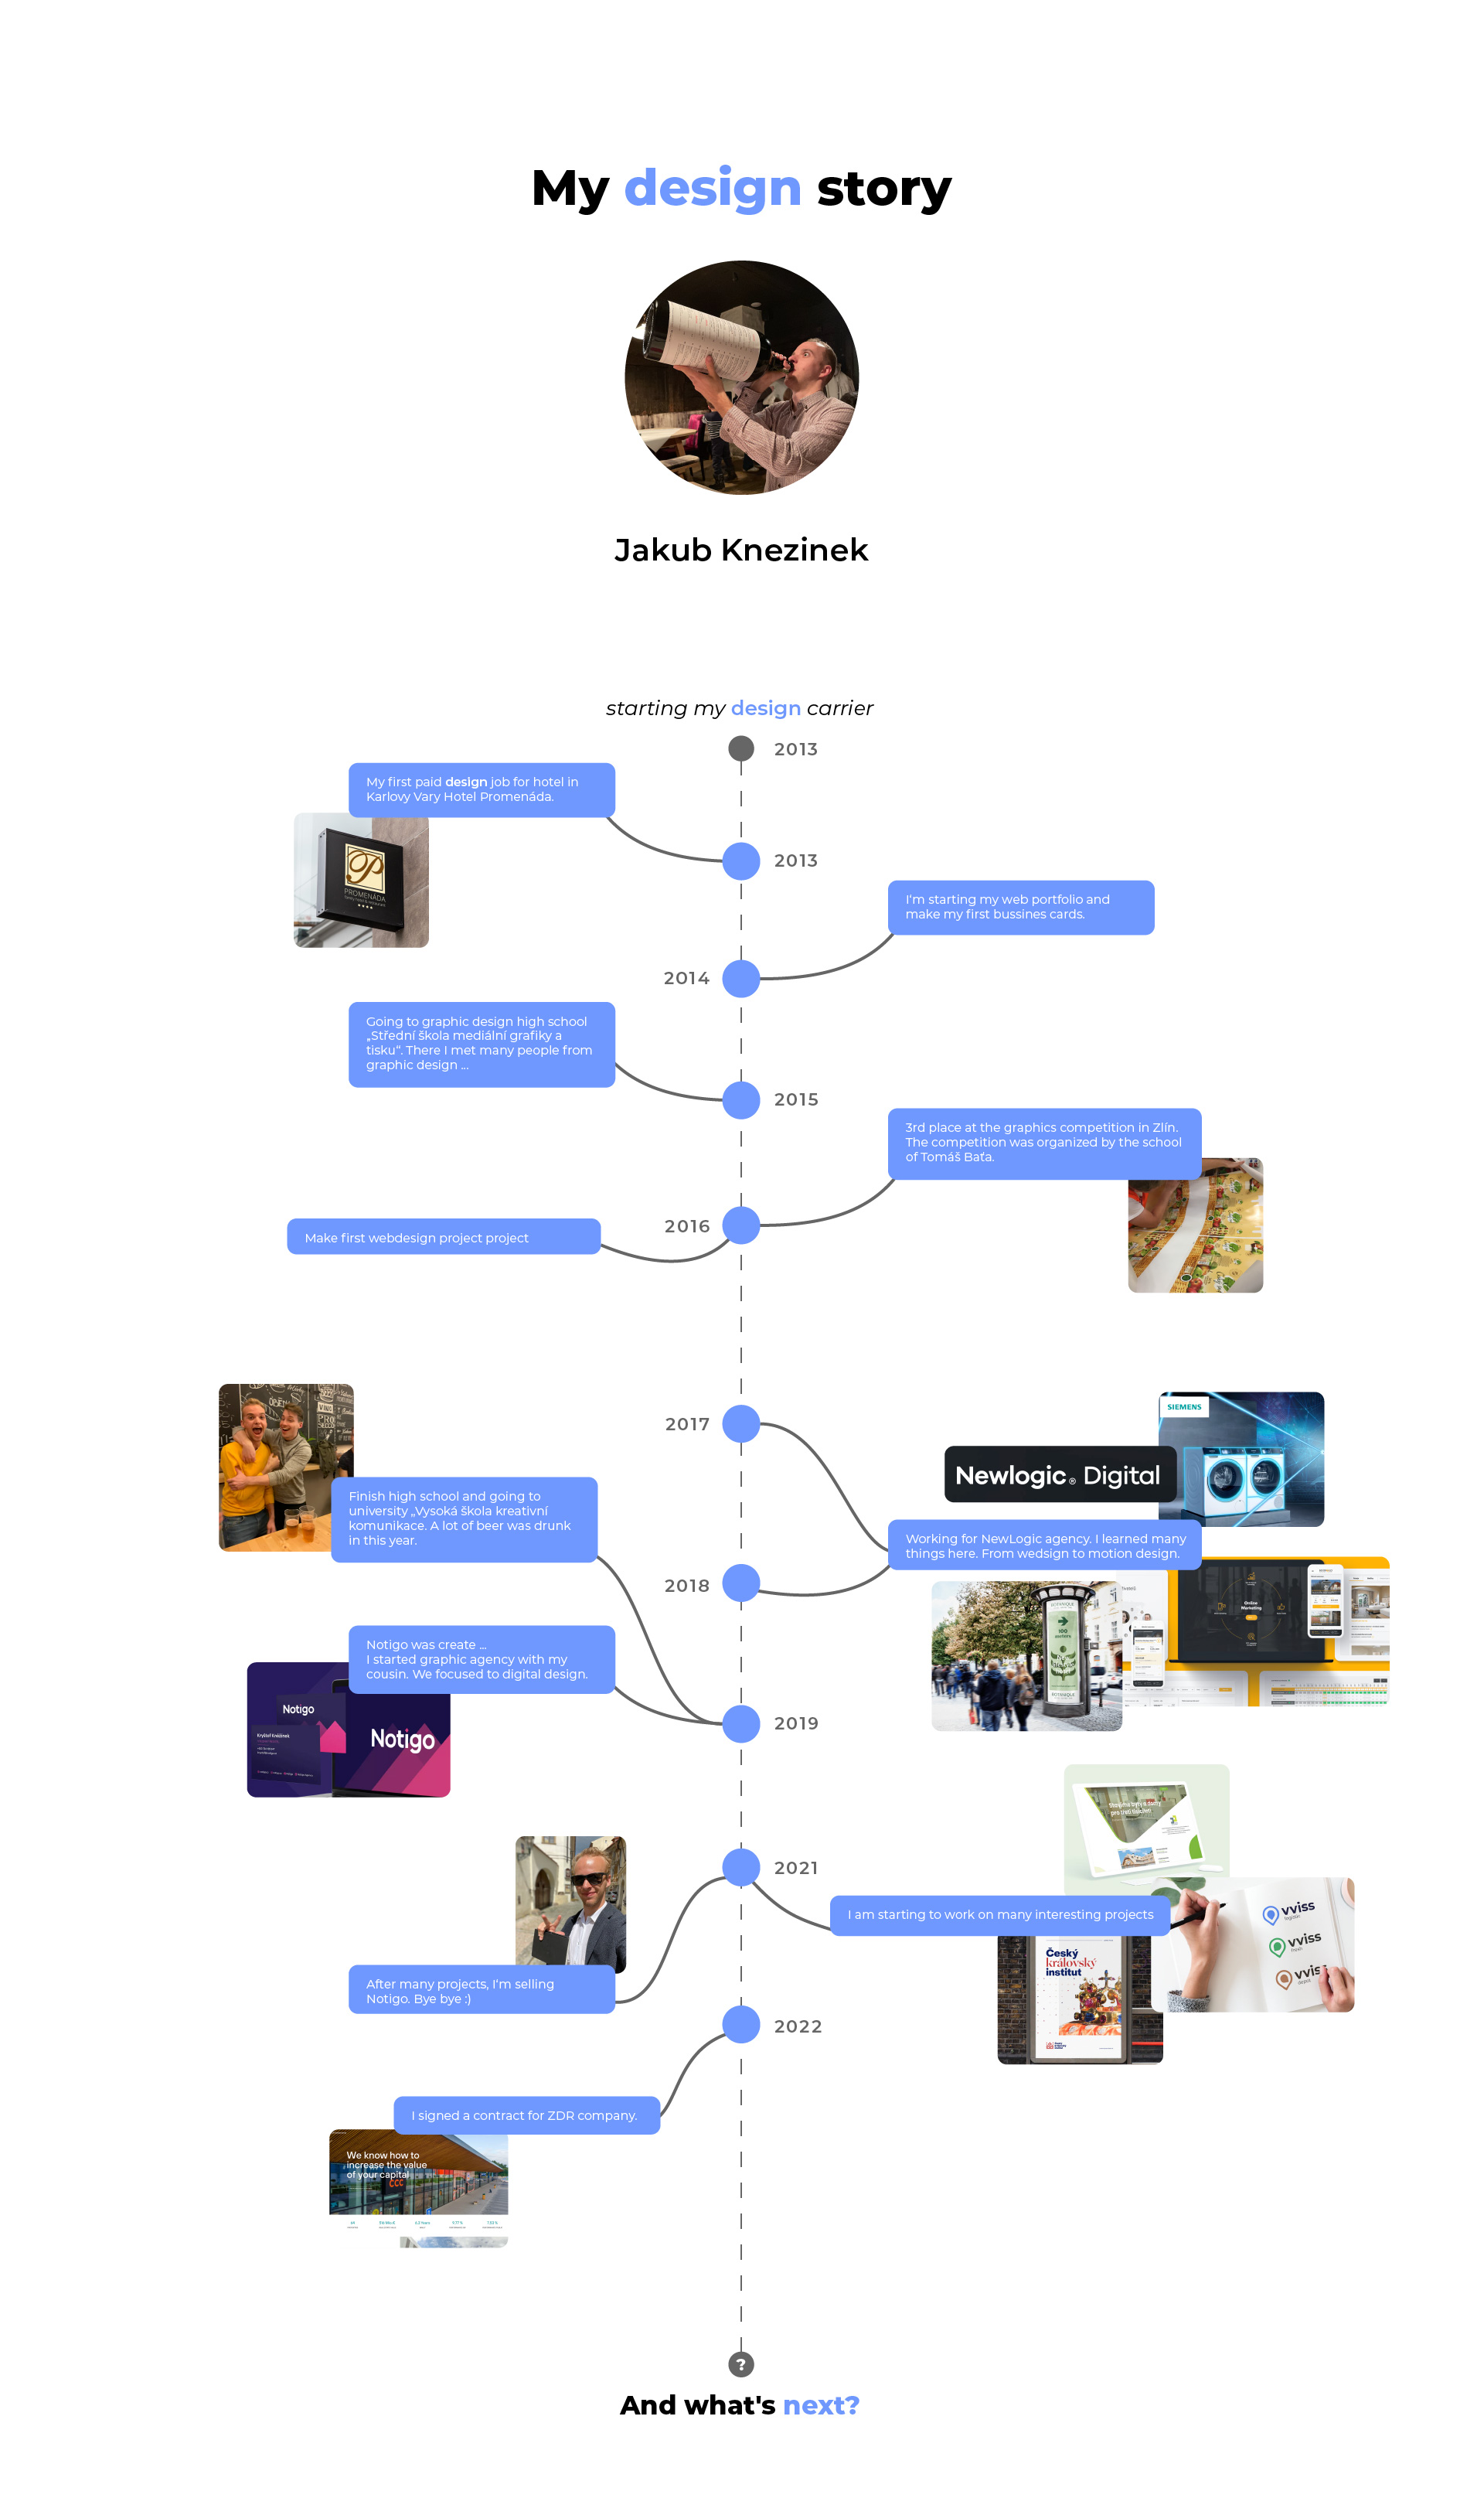 My design story
Jakub Knezinek
starting my design carrier
2013
My first paid design job for hotel in
Karlovy Vary Hotel Promenáda.
P
PROMENÁDA
2013
I'm starting my web portfolio and
make my first bussines cards.
2014
Going to graphic design high school
„Střední škola mediální grafiky a
tisku“. There I met many people from
graphic design ...
2015
3rd place at the graphics competition in Zlín.
The competition was organized by the school
of Tomáš Baťa.
2016
Make first webdesign project project
2017
SIEMENS
Newlogic® Digital
Finish high school and going to
university „Vysoká škola kreativní
komunikace. A lot of beer was drunk
in this year.
Working for NewLogic agency. I learned many
things here. From wedsign to motion design.
2018
Online
Marketing
100
Notigo was create ...
I started graphic agency with my
cousin. We focused to digital design.
Notigo
Notigo
2019
2021
I am starting to work on many interesting projects
vviss
vviss
vviss
Český
královský
institut
After many projects, I'm selling
Notigo. Bye bye :)
2022
I signed a contract for ZDR company.
We know how to
increase the value
of your capital
CCC
?
And what's next?